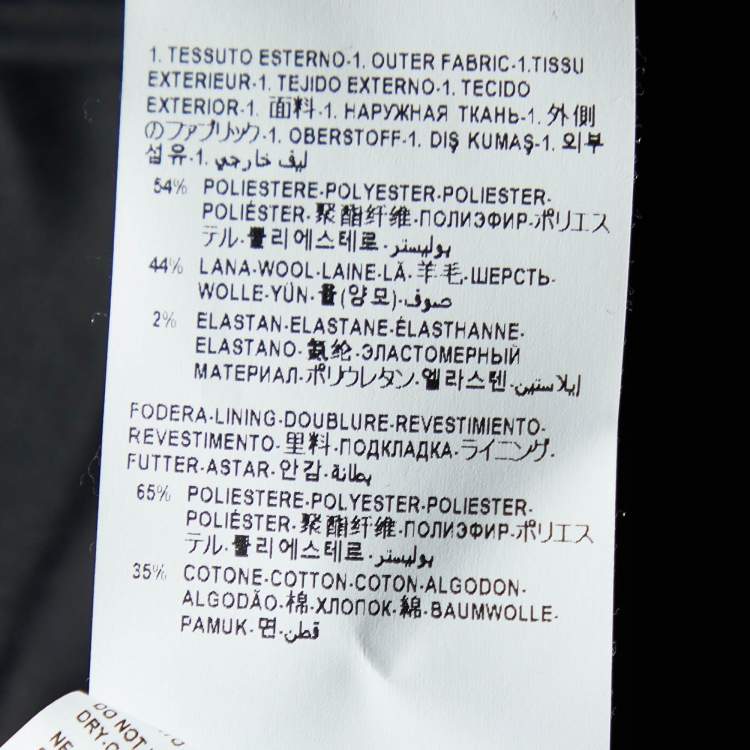 1. TESSUTO ESTERNO-1. OUTER FABRIC-1.TISSU
EXTERIEUR-1. TEJIDO EXTERNO-1. TECIDO
EXTERIOR-1. 面料-1. НАРУЖНАЯ ТКАНЬ-1. 外側
のファブリック-1. OBERSTOFF-1. DIŞ KUMAŞ-1. 외부
섬유-1. ليف خارجي
54% POLIESTERE-POLYESTER-POLIESTER-
POLIÉSTER-聚酯纤维-ПОЛИЭФИР-ポリエス
テル-폴리에스테르-بوليستر
44% LANA-WOOL-LAINE-LÃ-羊毛-ШЕРСТЬ-
WOLLE-YÜN-울(양모)-صوف
2% ELASTAN-ELASTANE-ÉLASTHANNE-
ELASTANO-氨纶-ЭЛАСТОМЕРНЫЙ
МАТЕРИАЛ-ポリウレタン-엘라스텐-إيلاستين
FODERA-LINING-DOUBLURE-REVESTIMIENTO-
REVESTIMENTO-里料-ПОДКЛАДКА-ライニング-
FUTTER-ASTAR-안감-بطانة
65% POLIESTERE-POLYESTER-POLIESTER-
POLIÉSTER-聚酯纤维-ПОЛИЭФИР-ポリエス
テル-폴리에스테르-بوليستر
35% COTONE-COTTON-COTON-ALGODON-
ALGODÃO-棉-ХЛОПОК-綿-BAUMWOLLE-
PAMUK-면-قطن
DO NOT
DRY-C
NE